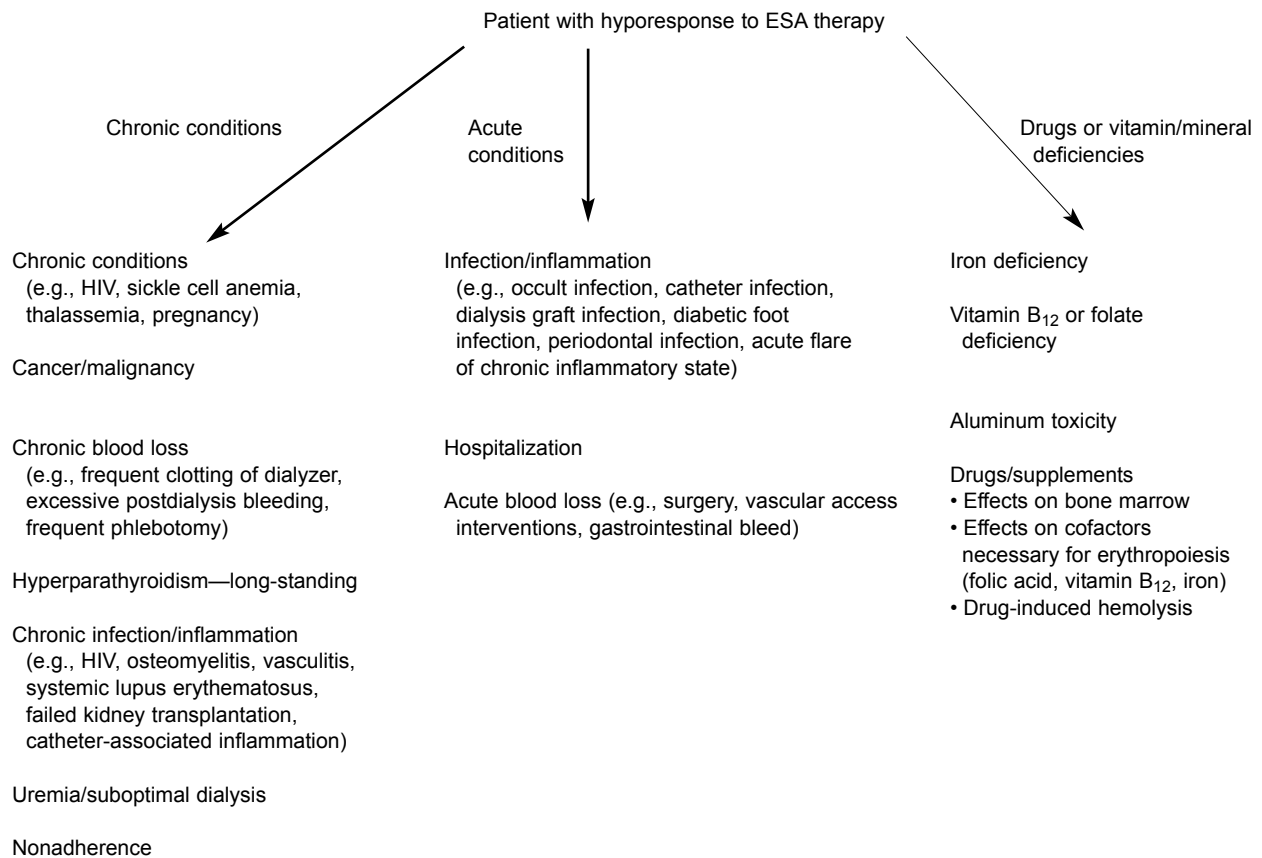 Patient with hyporesponse to ESA therapy
Chronic conditions
Acute
conditions
Drugs or vitamin/mineral
deficiencies
Chronic conditions
(e.g., HIV, sickle cell anemia,
thalassemia, pregnancy)
Cancer/malignancy
Chronic blood loss
(e.g., frequent clotting of dialyzer,
excessive postdialysis bleeding,
frequent phlebotomy)
Hyperparathyroidism—long-standing
Chronic infection/inflammation
(e.g., HIV, osteomyelitis, vasculitis,
systemic lupus erythematosus,
failed kidney transplantation,
catheter-associated inflammation)
Uremia/suboptimal dialysis
Nonadherence
Infection/inflammation
(e.g., occult infection, catheter infection,
dialysis graft infection, diabetic foot
infection, periodontal infection, acute flare
of chronic inflammatory state)
Hospitalization
Acute blood loss (e.g., surgery, vascular access
interventions, gastrointestinal bleed)
Iron deficiency
Vitamin B₁₂ or folate
deficiency
Aluminum toxicity
Drugs/supplements
• Effects on bone marrow
• Effects on cofactors
necessary for erythropoiesis
(folic acid, vitamin B₁₂, iron)
• Drug-induced hemolysis